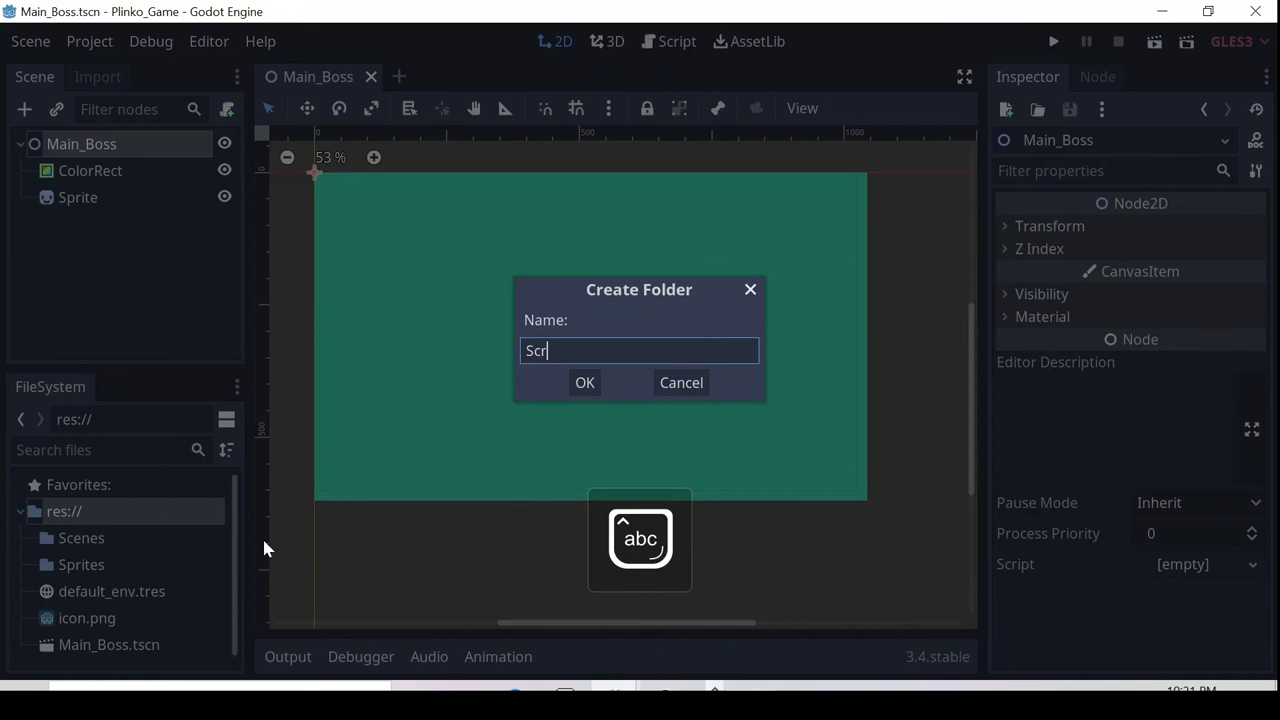 Main_Boss.tscn - Plinko_Game - Godot Engine
Scene Project Debug Editor Help
2D 3D Script AssetLib
GLES3
Scene Import
Main_Boss
Inspector Node
Filter nodes
View
Main_Boss
ColorRect
Sprite
0 500 1000
53 %
0
500
Main_Boss
Filter properties
Node2D
Transform
Z Index
CanvasItem
Visibility
Material
Node
Editor Description
Pause Mode Inherit
Process Priority 0
Script [empty]
Create Folder
Name:
Scr
OK Cancel
abc
FileSystem
res://
Search files
Favorites:
res://
Scenes
Sprites
default_env.tres
icon.png
Main_Boss.tscn
Output Debugger Audio Animation
3.4.stable